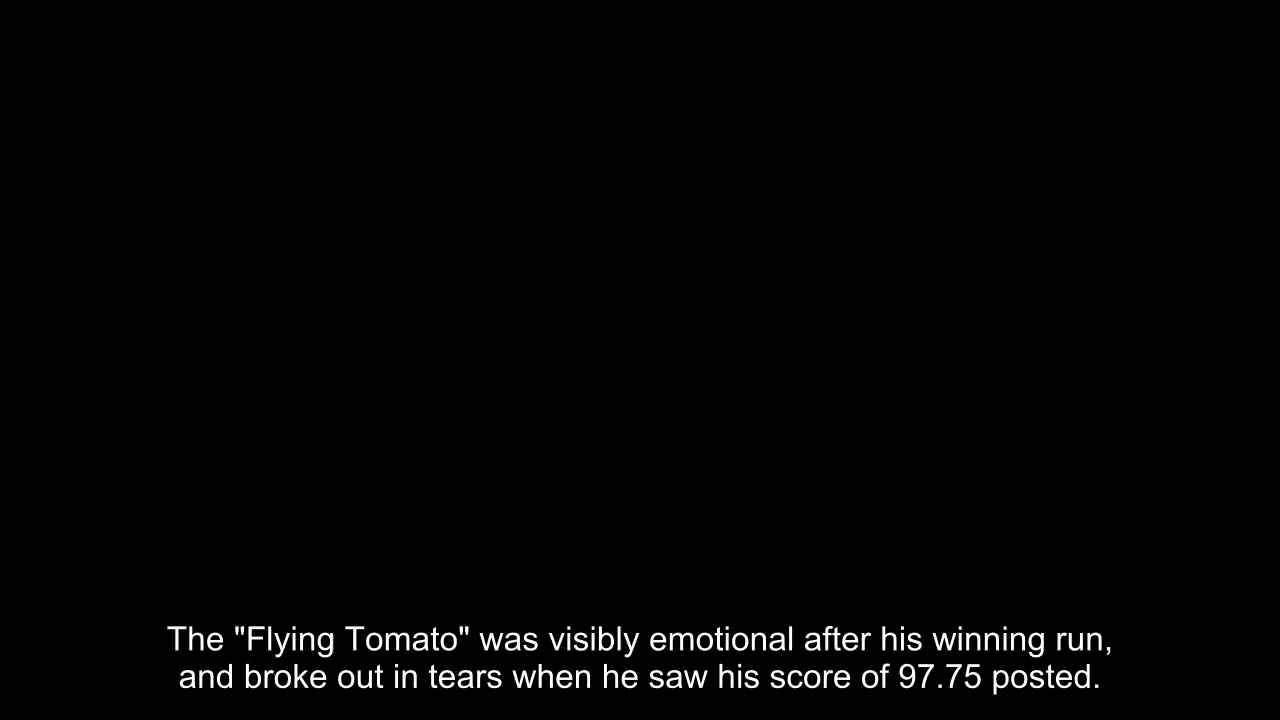 The "Flying Tomato" was visibly emotional after his winning run,
and broke out in tears when he saw his score of 97.75 posted.